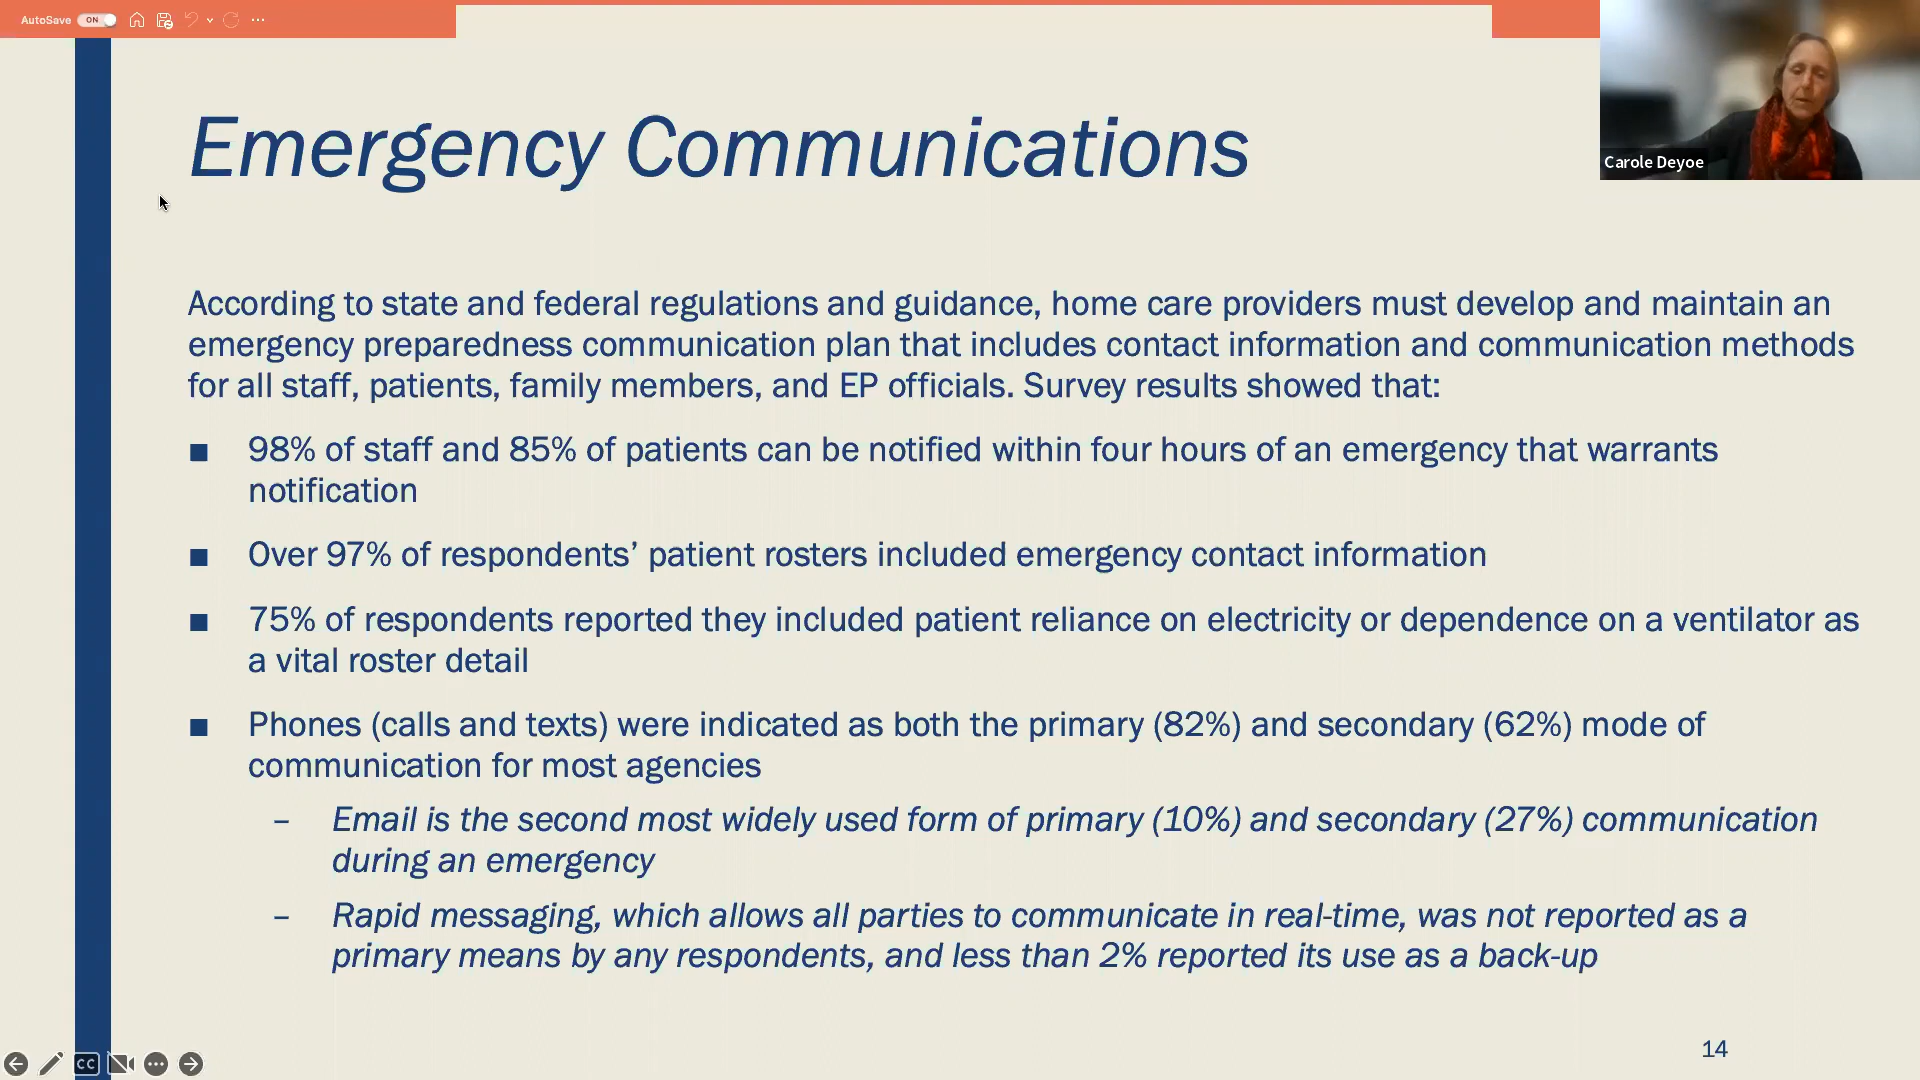 AutoSave ON
Carole Deyoe
Emergency Communications
According to state and federal regulations and guidance, home care providers must develop and maintain an
emergency preparedness communication plan that includes contact information and communication methods
for all staff, patients, family members, and EP officials. Survey results showed that:
■ 98% of staff and 85% of patients can be notified within four hours of an emergency that warrants
notification
■ Over 97% of respondents’ patient rosters included emergency contact information
■ 75% of respondents reported they included patient reliance on electricity or dependence on a ventilator as
a vital roster detail
■ Phones (calls and texts) were indicated as both the primary (82%) and secondary (62%) mode of
communication for most agencies
– Email is the second most widely used form of primary (10%) and secondary (27%) communication
during an emergency
– Rapid messaging, which allows all parties to communicate in real-time, was not reported as a
primary means by any respondents, and less than 2% reported its use as a back-up
CC
14